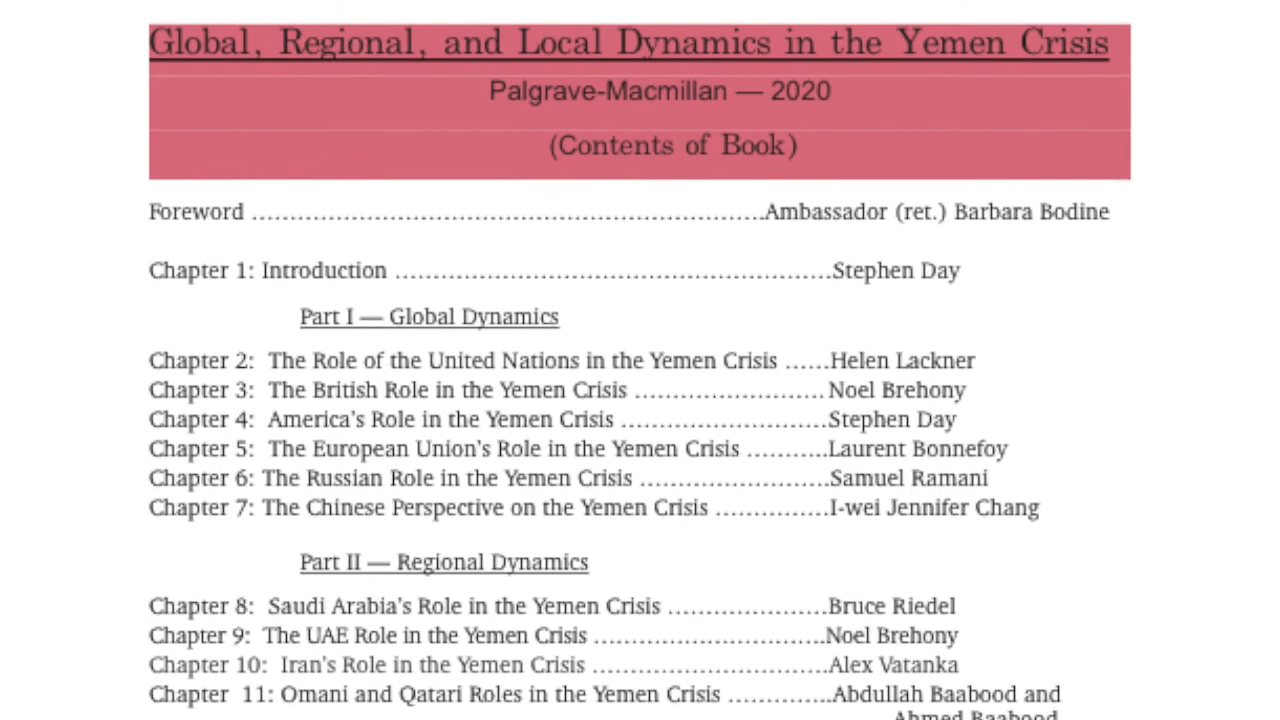 Global, Regional, and Local Dynamics in the Yemen Crisis
Palgrave-Macmillan — 2020
(Contents of Book)
Foreword ……………………………………………………………………..Ambassador (ret.) Barbara Bodine
Chapter 1: Introduction …………………………………………………………..Stephen Day
Part I — Global Dynamics
Chapter 2: The Role of the United Nations in the Yemen Crisis ……Helen Lackner
Chapter 3: The British Role in the Yemen Crisis ………………………..Noel Brehony
Chapter 4: America's Role in the Yemen Crisis …………………………..Stephen Day
Chapter 5: The European Union's Role in the Yemen Crisis ………..Laurent Bonnefoy
Chapter 6: The Russian Role in the Yemen Crisis ………………………..Samuel Ramani
Chapter 7: The Chinese Perspective on the Yemen Crisis ……………..I-wei Jennifer Chang
Part II — Regional Dynamics
Chapter 8: Saudi Arabia's Role in the Yemen Crisis …………………….Bruce Riedel
Chapter 9: The UAE Role in the Yemen Crisis ……………………………..Noel Brehony
Chapter 10: Iran's Role in the Yemen Crisis ……………………………….Alex Vatanka
Chapter 11: Omani and Qatari Roles in the Yemen Crisis ……………..Abdullah Baabood and
Ahmed Baabood